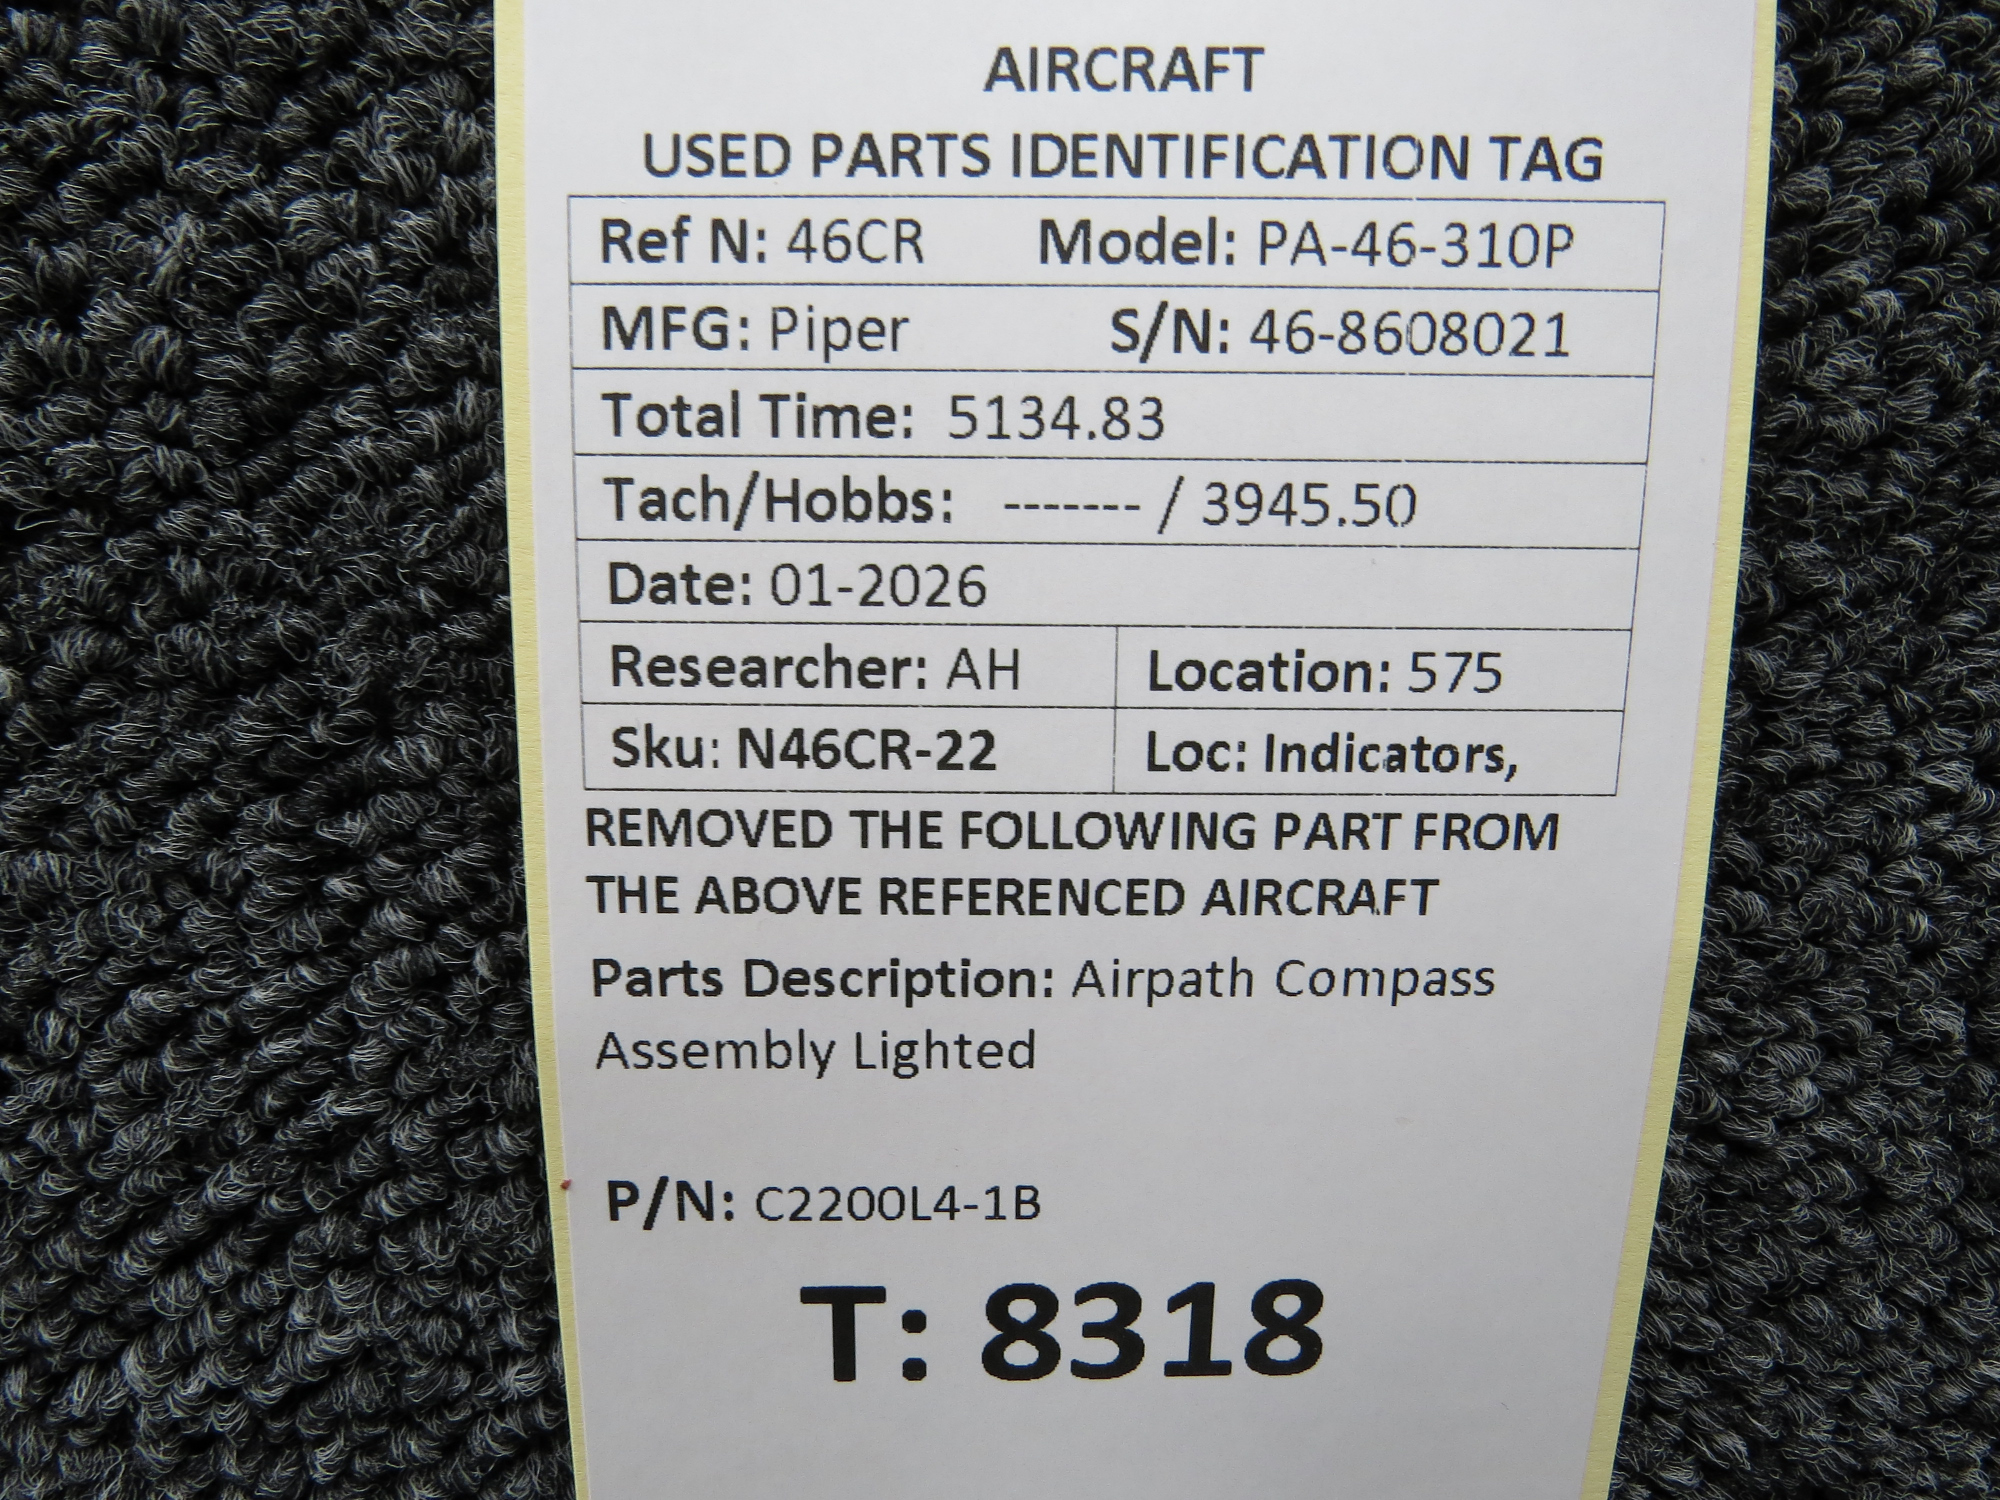 AIRCRAFT
USED PARTS IDENTIFICATION TAG
Ref N: 46CR Model: PA-46-310P
MFG: Piper S/N: 46-8608021
Total Time: 5134.83
Tach/Hobbs: ------- / 3945.50
Date: 01-2026
Researcher: AH Location: 575
Sku: N46CR-22 Loc: Indicators,
REMOVED THE FOLLOWING PART FROM
THE ABOVE REFERENCED AIRCRAFT
Parts Description: Airpath Compass
Assembly Lighted
P/N: C2200L4-1B
T: 8318